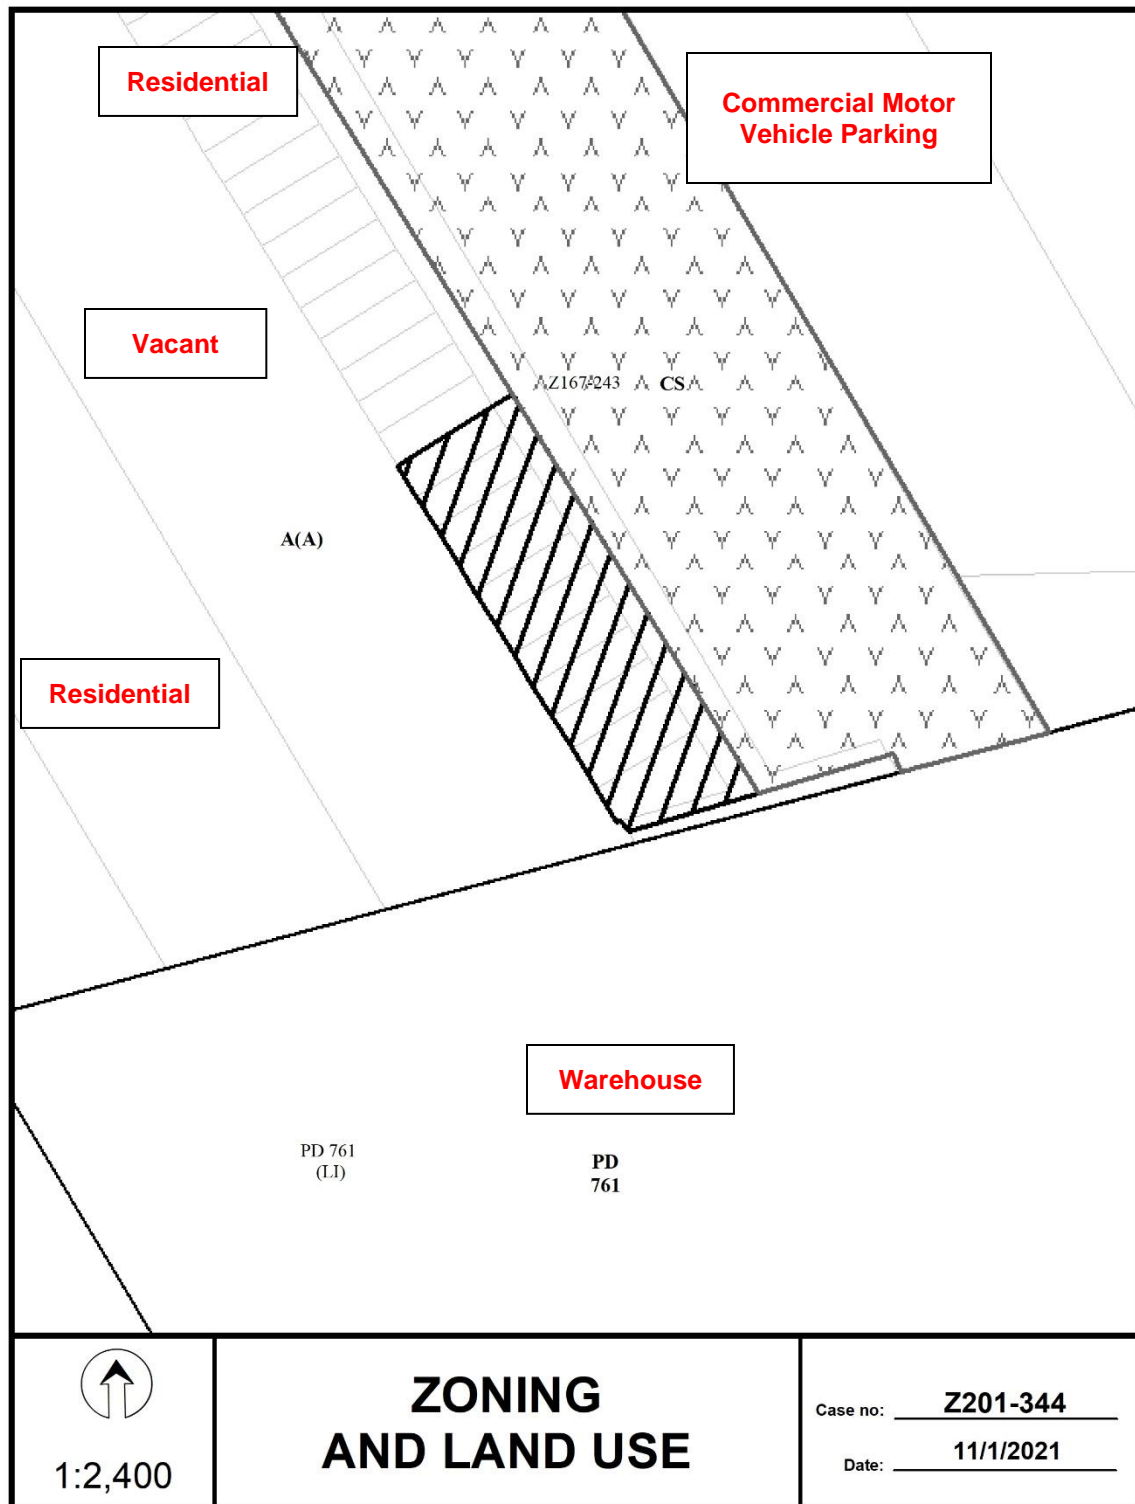 Residential
Commercial Motor
Vehicle Parking
Vacant
Z167-243
CS
A(A)
Residential
Warehouse
PD 761
(LI)
PD
761
1:2,400
ZONING
AND LAND USE
Case no: Z201-344
Date: 11/1/2021